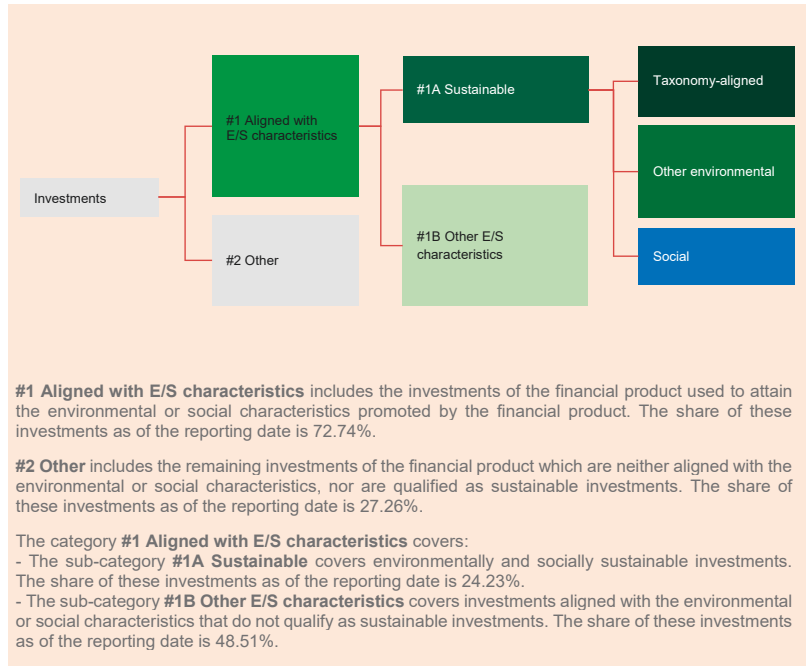 Investments
#1 Aligned with
E/S characteristics
#2 Other
#1A Sustainable
#1B Other E/S
characteristics
Taxonomy-aligned
Other environmental
Social
#1 Aligned with E/S characteristics includes the investments of the financial product used to attain
the environmental or social characteristics promoted by the financial product. The share of these
investments as of the reporting date is 72.74%.
#2 Other includes the remaining investments of the financial product which are neither aligned with the
environmental or social characteristics, nor are qualified as sustainable investments. The share of
these investments as of the reporting date is 27.26%.
The category #1 Aligned with E/S characteristics covers:
- The sub-category #1A Sustainable covers environmentally and socially sustainable investments.
The share of these investments as of the reporting date is 24.23%.
- The sub-category #1B Other E/S characteristics covers investments aligned with the environmental
or social characteristics that do not qualify as sustainable investments. The share of these investments
as of the reporting date is 48.51%.